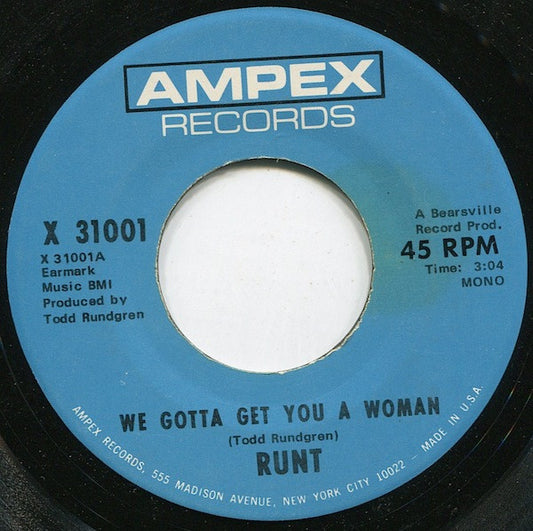 AMPEX
RECORDS
X 31001
X 31001A
Earmark
Music BMI
Produced by
Todd Rundgren
A Bearsville
Record Prod.
45 RPM
Time: 3:04
MONO
WE GOTTA GET YOU A WOMAN
(Todd Rundgren)
RUNT
AMPEX RECORDS, 555 MADISON AVENUE, NEW YORK CITY 10022 - MADE IN U.S.A.